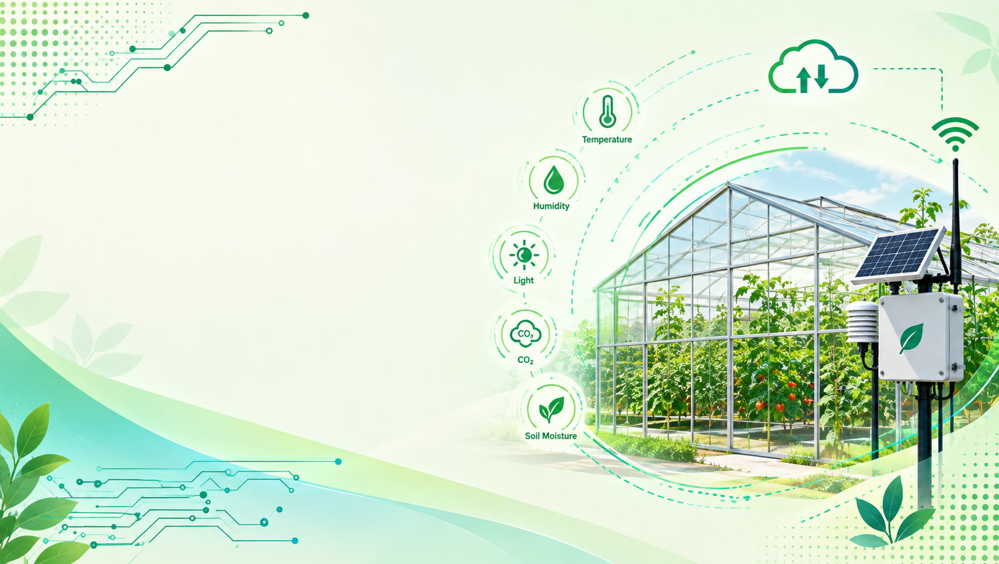 Temperature
Humidity
Light
CO₂
CO₂
Soil Moisture